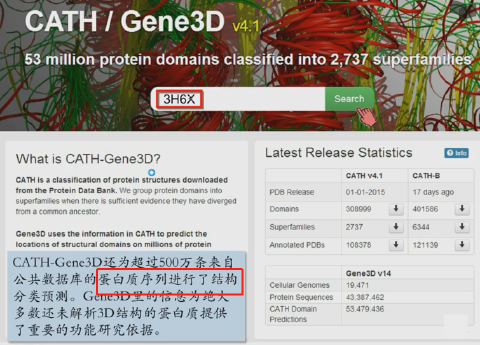 CATH / Gene3D v4.1
53 million protein domains classified into 2,737 superfamilies
3H6X
Search
What is CATH-Gene3D?
CATH is a classification of protein structures downloaded
from the Protein Data Bank. We group protein domains into
superfamilies when there is sufficient evidence they have diverged
from a common ancestor.
Gene3D uses the information in CATH to predict the
locations of structural domains on millions of protein
CATH-Gene3D还为超过500万条来自
公共数据库的蛋白质序列进行了结构
分类预测。Gene3D里的信息为绝大
多数还未解析3D结构的蛋白质提供
了重要的功能研究依据。
Latest Release Statistics
Info
CATH v4.1 CATH-B
PDB Release 01-01-2015 17 days ago
Domains 308999 401586
Superfamilies 2737 6344
Annotated PDBs 108378 121139
Gene3D v14
Cellular Genomes 19,471
Protein Sequences 43,387,462
CATH Domain
Predictions 53,479,436